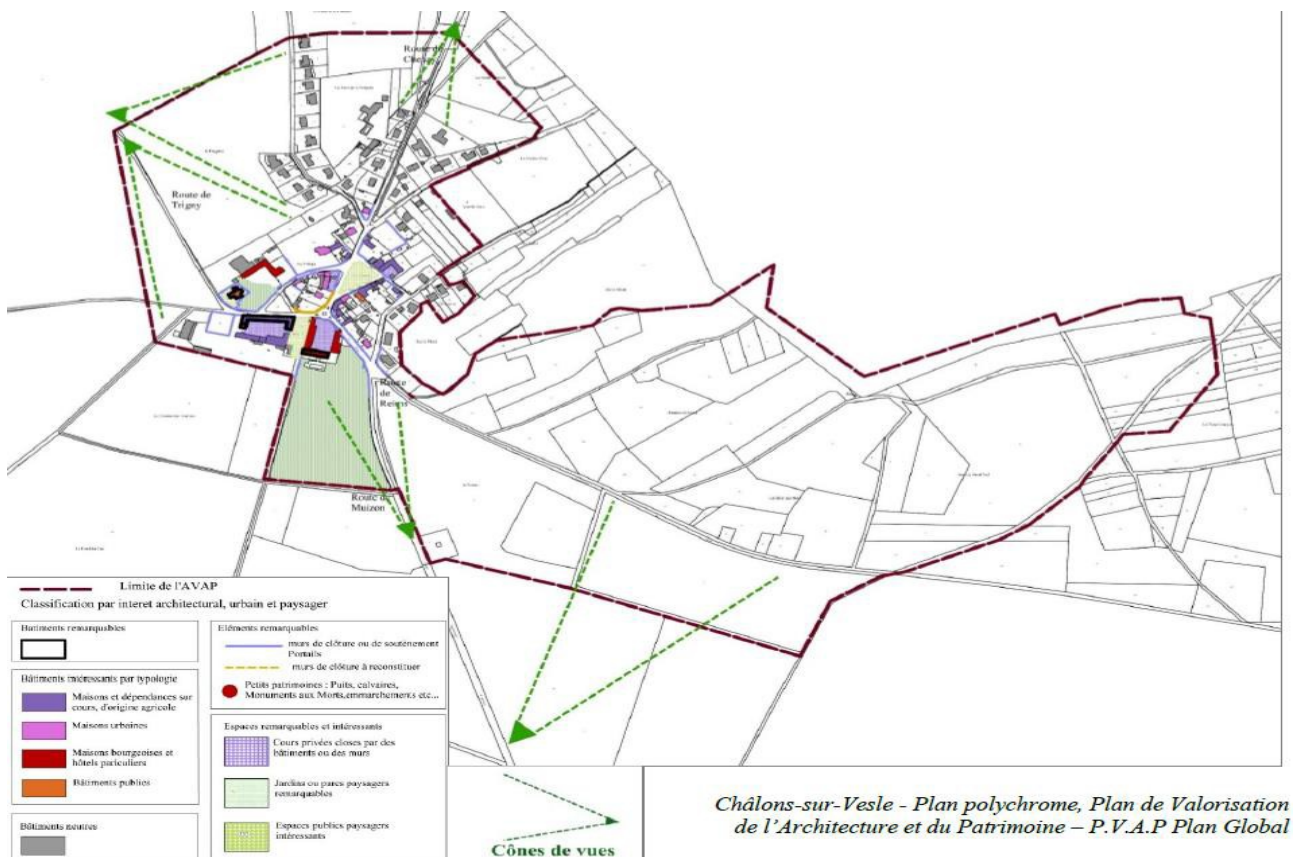 Route de
Route de
Trigny
Route
de
Reims
Route de
Muizon
Limite de l'AVAP
Classification par interet architectural, urbain et paysager
Batiments remarquables
Bâtiments intéressants par typologie
Maisons et dépendances sur
cours, d'origine agricole
Maisons urbaines
Maisons bourgeoises et
hôtels pariculiers
Bâtiments publics
Bâtiments neutres
Eléments remarquables
murs de clôture ou de soutènement
Portails
murs de clôture à reconstituer
Petits patrimoines : Puits, calvaires,
Monuments aux Morts,emmarchements etc...
Espaces remarquables et intéressants
Cours privées closes par des
bâtiments ou des murs
Jardins ou parcs paysagers
remarquables
Espaces publics paysagers
intéressants
Cônes de vues
Châlons-sur-Vesle - Plan polychrome, Plan de Valorisation
de l'Architecture et du Patrimoine – P.V.A.P Plan Global